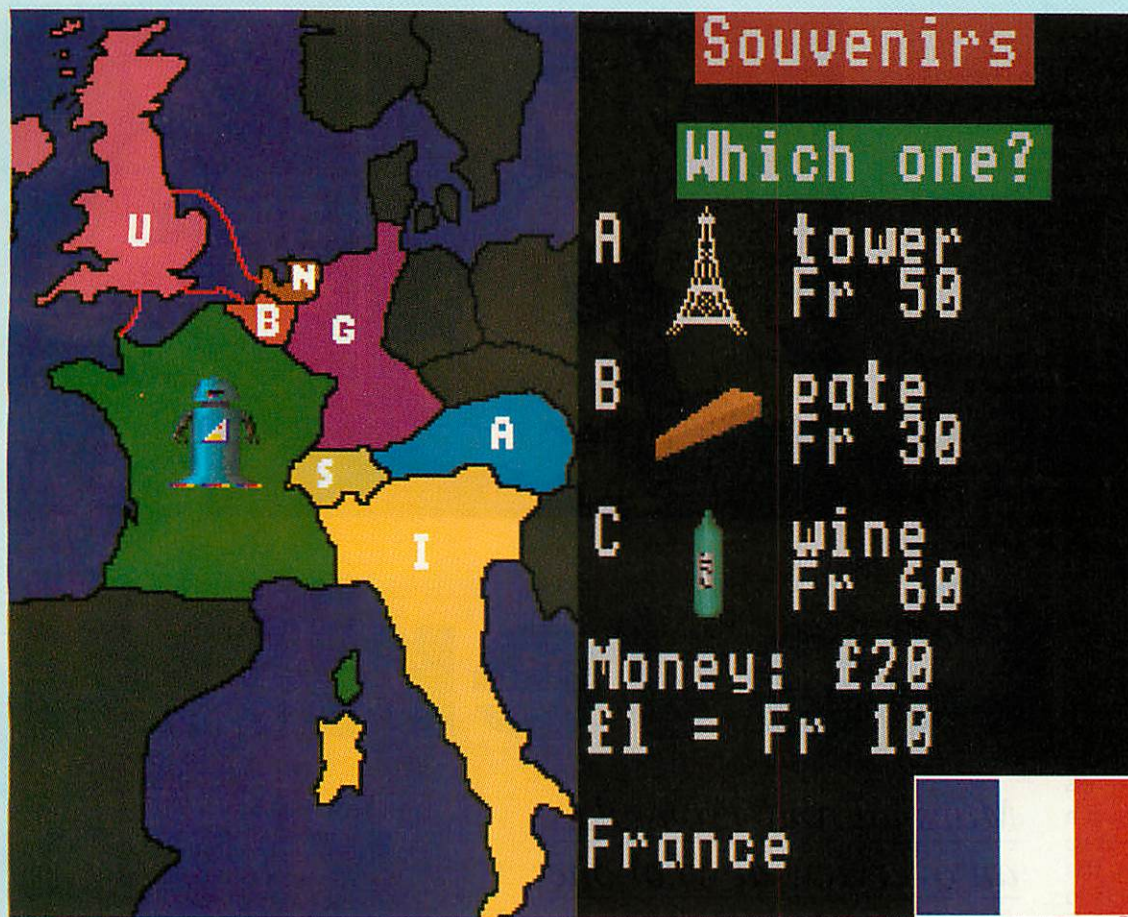 Souvenirs
Which one?
A tower
Fr 50
B pate
Fr 30
C wine
Fr 60
Money: £20
£1 = Fr 10
France
U
N
B
G
A
S
I